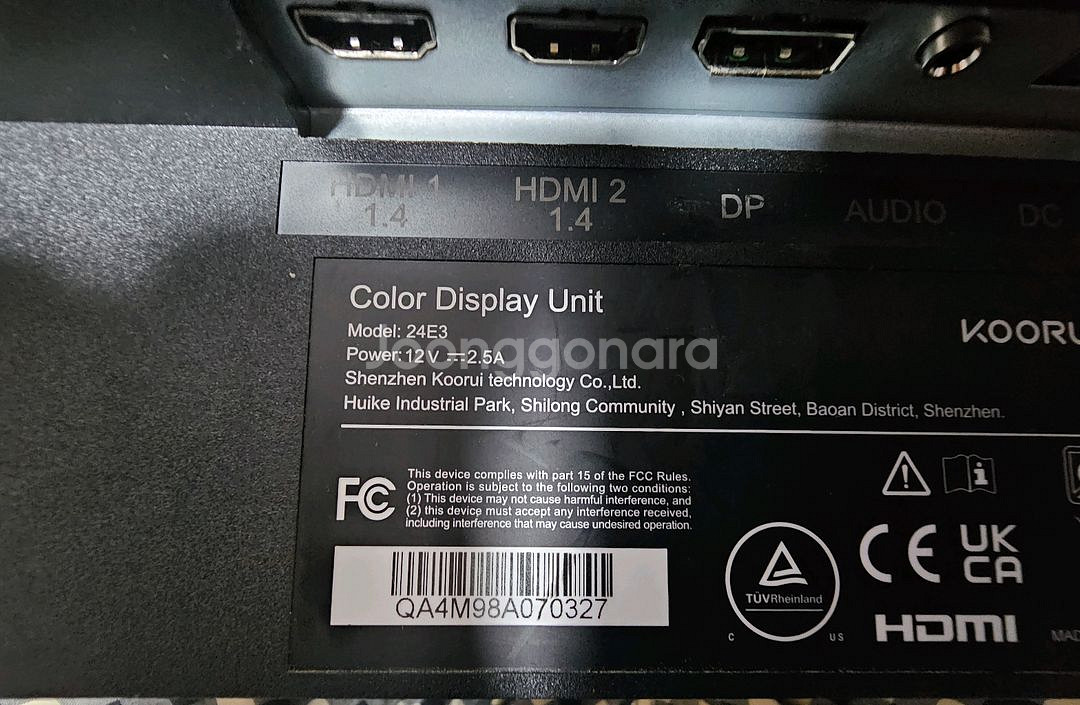 HDMI 1
1.4
HDMI 2
1.4
DP
AUDIO
DC
Color Display Unit
Model: 24E3
Power: 12V ⎓2.5A
Shenzhen Koorui technology Co.,Ltd.
Huike Industrial Park, Shilong Community , Shiyan Street, Baoan District, Shenzhen.
KOORU
Joonggonara
FC
This device complies with part 15 of the FCC Rules.
Operation is subject to the following two conditions:
(1) This device may not cause harmful interference, and
(2) this device must accept any interference received,
including interference that may cause undesired operation.
QA4M98A070327
TÜVRheinland
C US
CE
UK
CA
HDMI